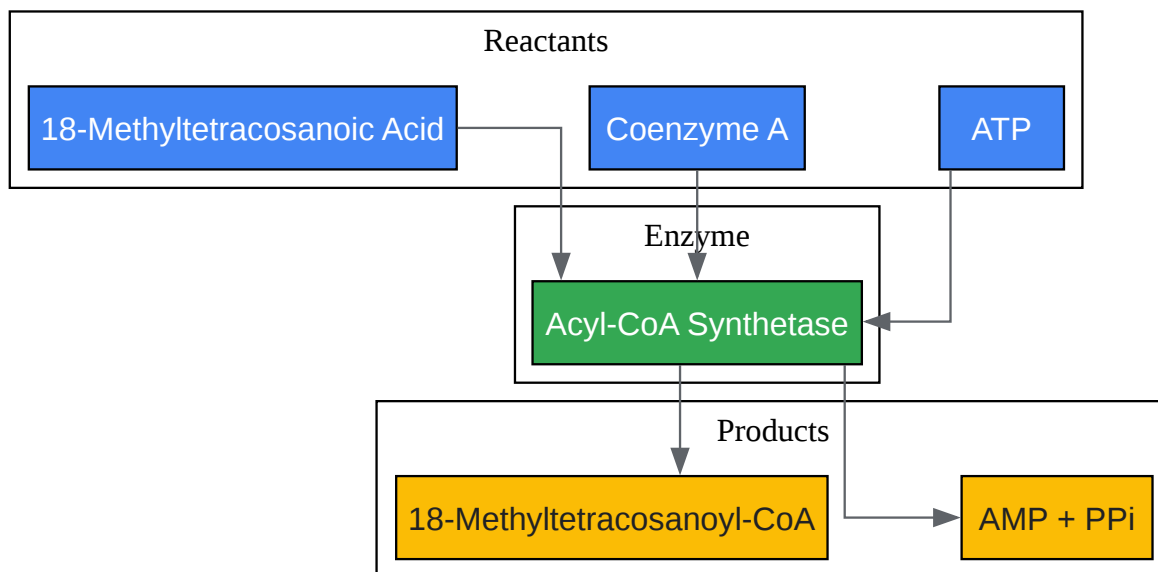 Reactants
18-Methyltetracosanoic Acid
Coenzyme A
ATP
Enzyme
Acyl-CoA Synthetase
Products
18-Methyltetracosanoyl-CoA
AMP + PPi